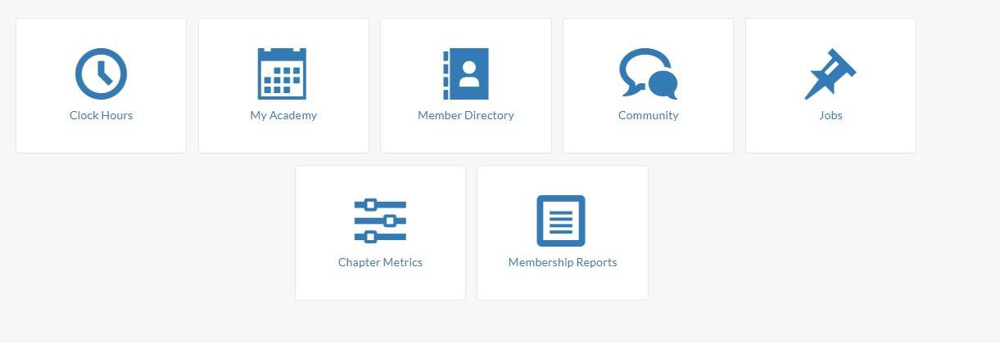 Clock Hours
My Academy
Member Directory
Community
Jobs
Chapter Metrics
Membership Reports